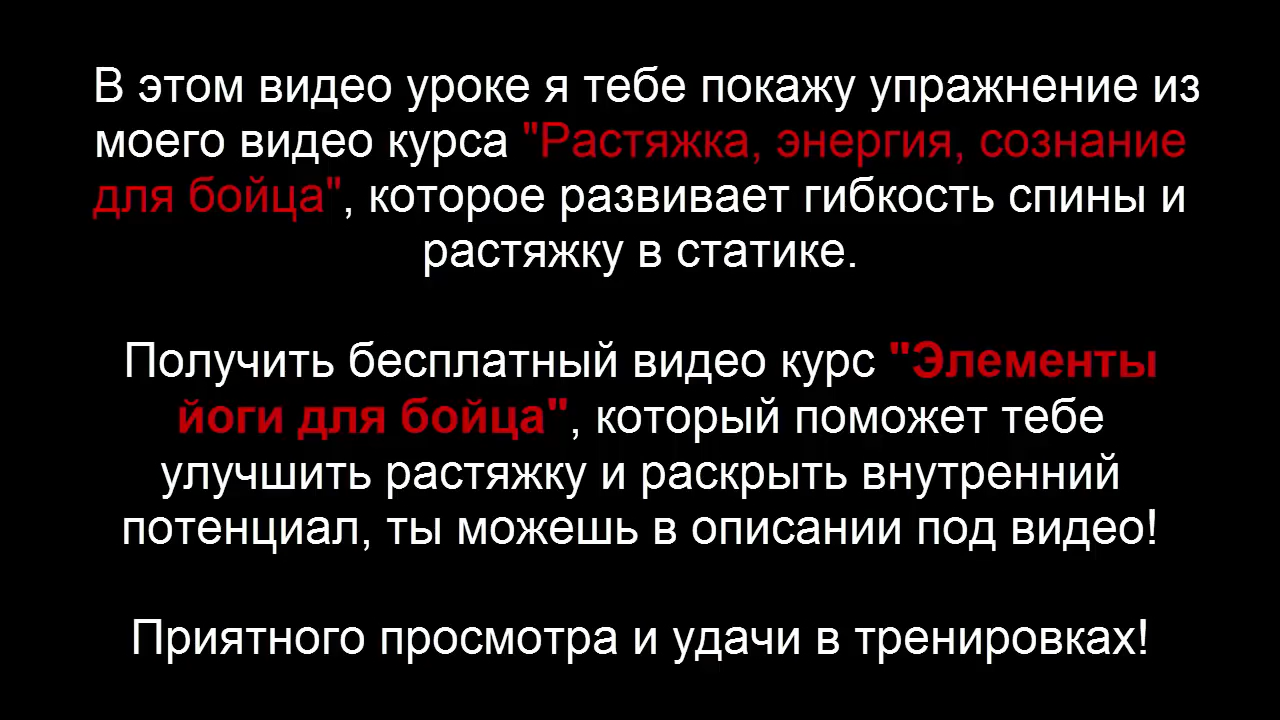 В этом видео уроке я тебе покажу упражнение из
моего видео курса "Растяжка, энергия, сознание
для бойца", которое развивает гибкость спины и
растяжку в статике.
Получить бесплатный видео курс "Элементы
йоги для бойца", который поможет тебе
улучшить растяжку и раскрыть внутренний
потенциал, ты можешь в описании под видео!
Приятного просмотра и удачи в тренировках!